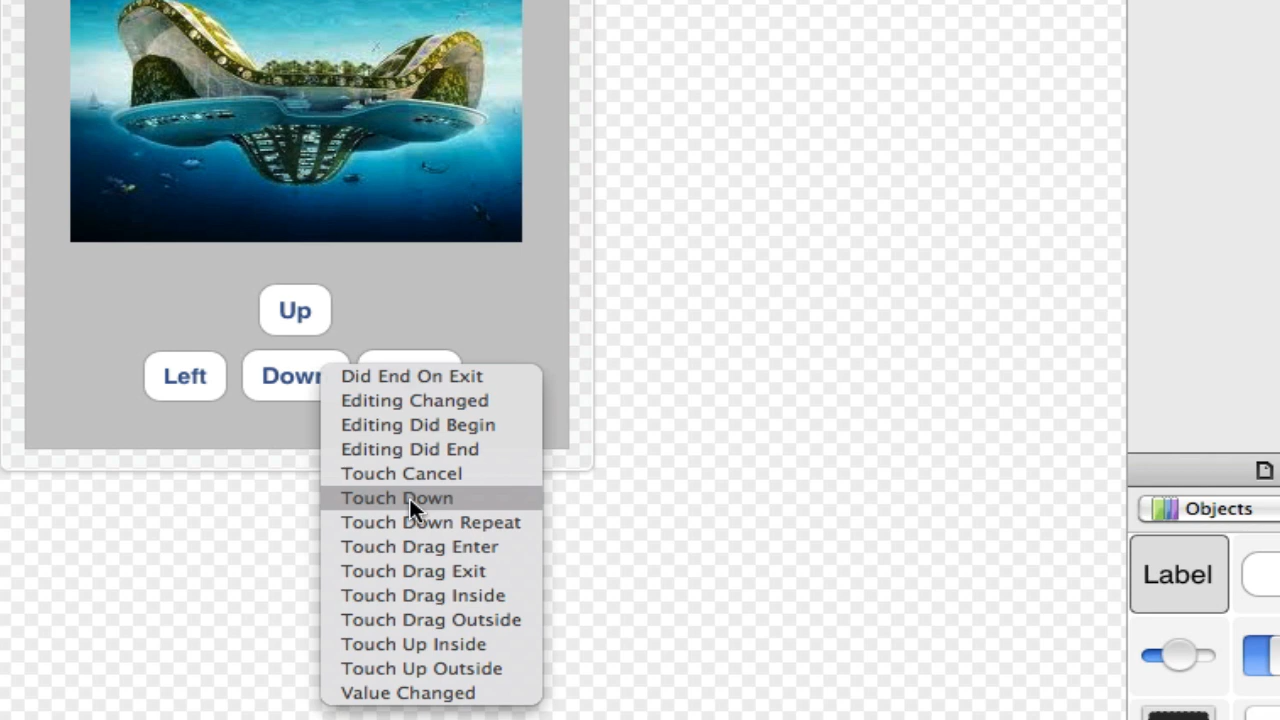 Up
Left
Down
Did End On Exit
Editing Changed
Editing Did Begin
Editing Did End
Touch Cancel
Touch Down
Touch Down Repeat
Touch Drag Enter
Touch Drag Exit
Touch Drag Inside
Touch Drag Outside
Touch Up Inside
Touch Up Outside
Value Changed
Objects
Label